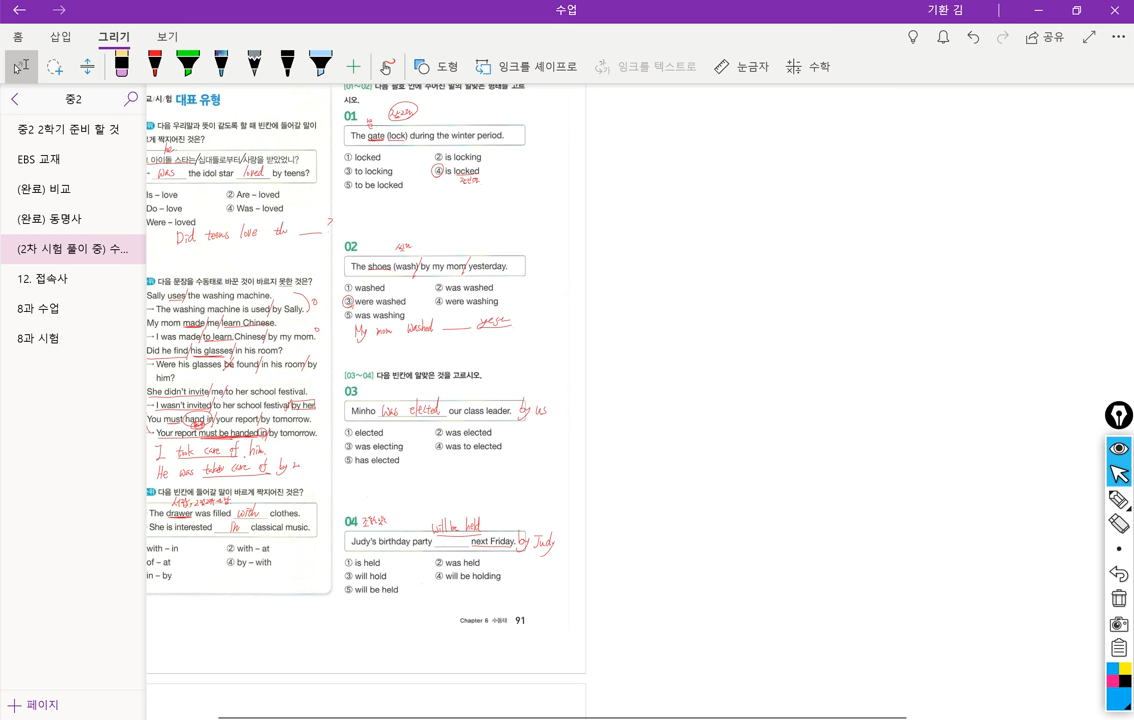 수업
기환 김
홈
삽입
그리기
보기
공유
도형
잉크를 셰이프로
잉크를 텍스트로
눈금자
수학
중2
중2 2학기 준비 할 것
EBS 교재
(완료) 비교
(완료) 동명사
(2차 시험 풀이 중) 수...
12. 접속사
8과 수업
8과 시험
페이지
교/시/험 대표 유형
다음 우리말과 뜻이 같도록 할 때 빈칸에 들어갈 말이
르게 짝지어진 것은?
be
아이돌 스타는/십대들로부터/사랑을 받았었니?
→ was the idol star loved by teens?
Is – love ② Are – loved
Do – love ④ Was – loved
Were – loved
Did teens love th ?
다음 문장을 수동태로 바꾼 것이 바르지 못한 것은?
Sally uses/the washing machine.
→ The washing machine is used/by Sally.
My mom made/me/learn Chinese.
→ I was made/to learn Chinese/by my mom.
Did he find/his glasses/in his room?
→ Were his glasses be found/in his room/by
him?
She didn't invite/me/to her school festival.
→ I wasn't invited/to her school festival/by her.
You must hand in/your report/by tomorrow.
→ Your report must be handed in/by tomorrow.
I took care of him.
He was taken care of by
다음 빈칸에 들어갈 말이 바르게 짝지어진 것은?
The drawer was filled with clothes.
She is interested in classical music.
with – in ② with – at
of – at ④ by – with
in – by
[01~02] 다음 괄호 안에 주어진 말의 알맞은 형태를 고르
시오.
01
잠그다
문
The gate (lock) during the winter period.
① locked ② is locking
③ to locking ④ is locked
⑤ to be locked
02
The shoes (wash)/by my mom/yesterday.
① washed ② was washed
③ were washed ④ were washing
⑤ was washing
My mom washed
[03~04] 다음 빈칸에 알맞은 것을 고르시오.
03
Minho was elected our class leader. by us
① elected ② was elected
③ was electing ④ was to elected
⑤ has elected
04
will be held
Judy's birthday party next Friday. by Judy
① is held ② was held
③ will hold ④ will be holding
⑤ will be held
Chapter 6 수동태 91